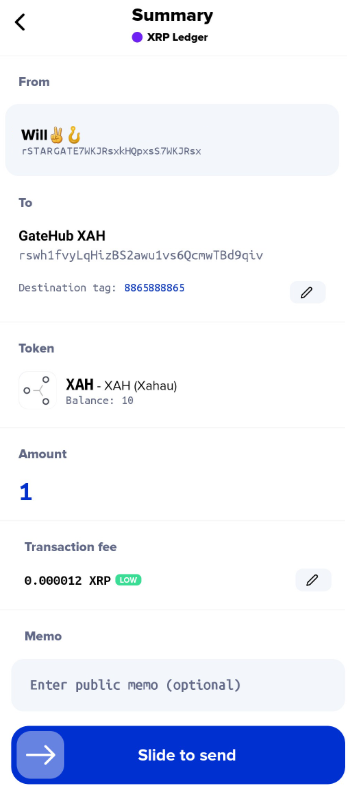 Summary
XRP Ledger
From
Will✌️🪝
rSTARGATE7WKJRsxkHQpxsS7WKJRsx
To
GateHub XAH
rswh1fvyLqHizBS2awu1vs6QcmwTBd9qiv
Destination tag: 8865888865
Token
XAH - XAH (Xahau)
Balance: 10
Amount
1
Transaction fee
0.000012 XRP LOW
Memo
Enter public memo (optional)
Slide to send